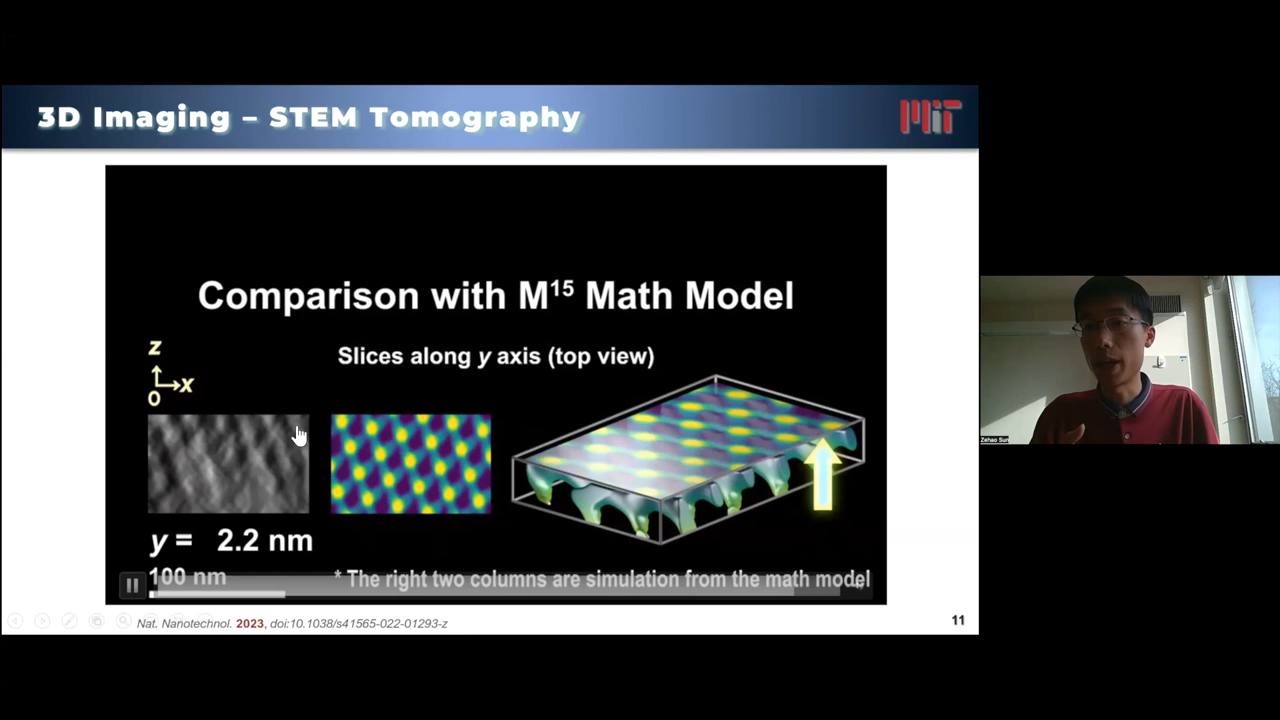 3D Imaging – STEM Tomography
MIT
Comparison with M¹⁵ Math Model
Slices along y axis (top view)
z
x
O
y = 2.2 nm
100 nm
* The right two columns are simulation from the math model
Nat. Nanotechnol. 2023, doi:10.1038/s41565-022-01293-z
11
Zehao Sun